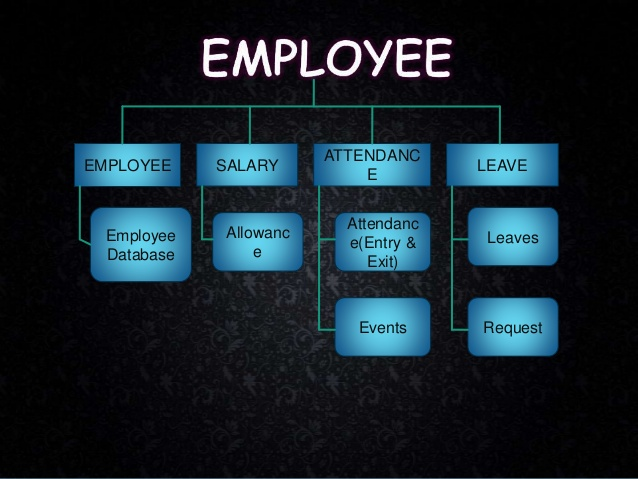 EMPLOYEE
EMPLOYEE
SALARY
ATTENDANC
E
LEAVE
Employee
Database
Allowanc
e
Attendanc
e(Entry &
Exit)
Leaves
Events
Request